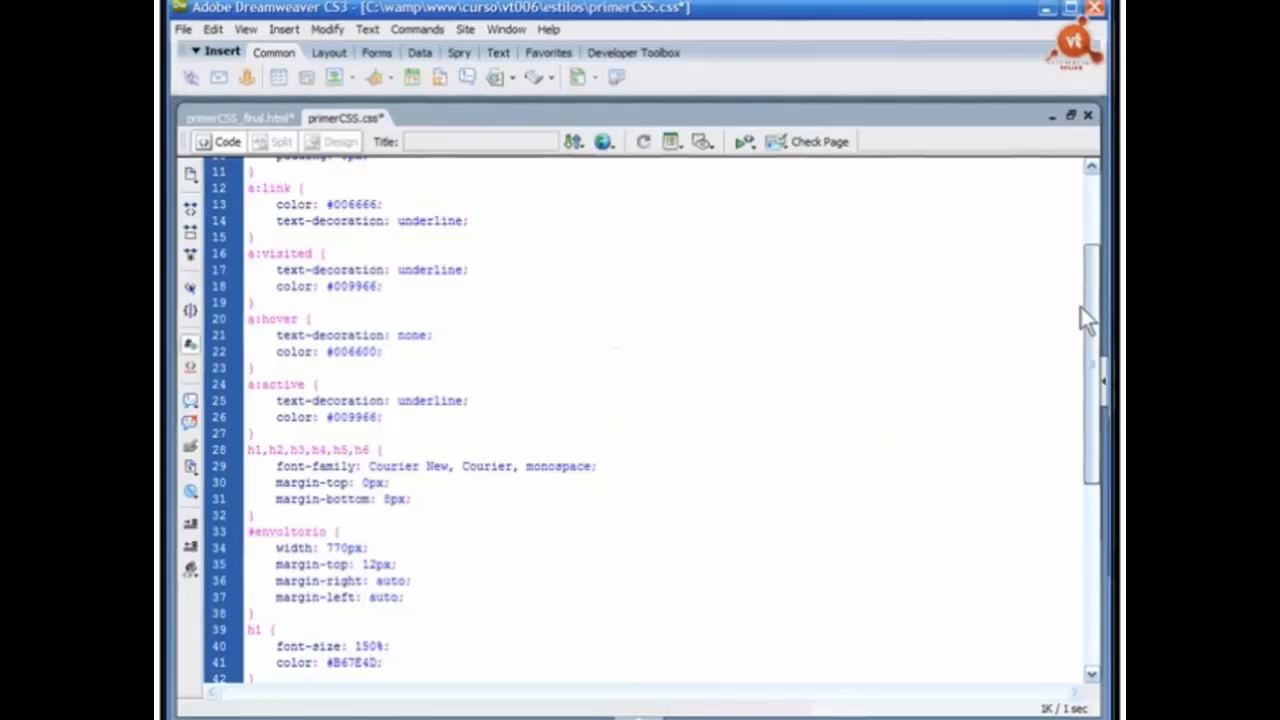 Adobe Dreamweaver CS3 - [C:\wamp\www\curso\vt006\estilos\primerCSS.css*]
File Edit View Insert Modify Text Commands Site Window Help
Insert Common Layout Forms Data Spry Text Favorites Developer Toolbox
vt
primerCSS_final.html* primerCSS.css*
Code Split Design Title: Check Page
11 }
12 a:link {
13 color: #006666;
14 text-decoration: underline;
15 }
16 a:visited {
17 text-decoration: underline;
18 color: #009966;
19 }
20 a:hover {
21 text-decoration: none;
22 color: #006600;
23 }
24 a:active {
25 text-decoration: underline;
26 color: #009966;
27 }
28 h1,h2,h3,h4,h5,h6 {
29 font-family: Courier New, Courier, monospace;
30 margin-top: 0px;
31 margin-bottom: 8px;
32 }
33 #envoltorio {
34 width: 770px;
35 margin-top: 12px;
36 margin-right: auto;
37 margin-left: auto;
38 }
39 h1 {
40 font-size: 150%;
41 color: #B67E4D;
42 }
1K / 1 sec